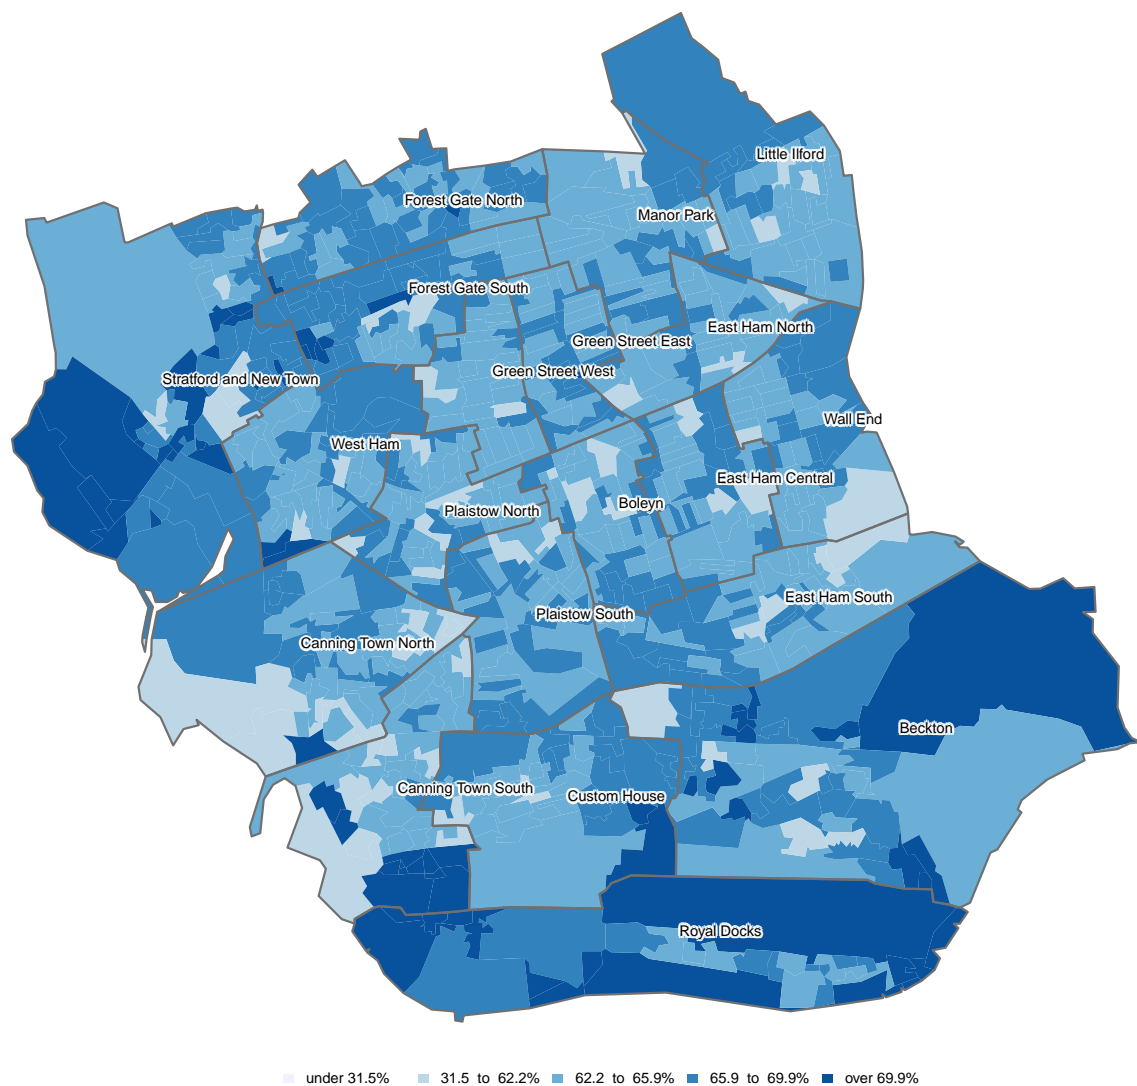 Little Ilford
Forest Gate North
Manor Park
Forest Gate South
East Ham North
Green Street East
Green Street West
Stratford and New Town
Wall End
West Ham
East Ham Central
Boleyn
Plaistow North
East Ham South
Plaistow South
Canning Town North
Beckton
Canning Town South
Custom House
Royal Docks
under 31.5% 31.5 to 62.2% 62.2 to 65.9% 65.9 to 69.9% over 69.9%